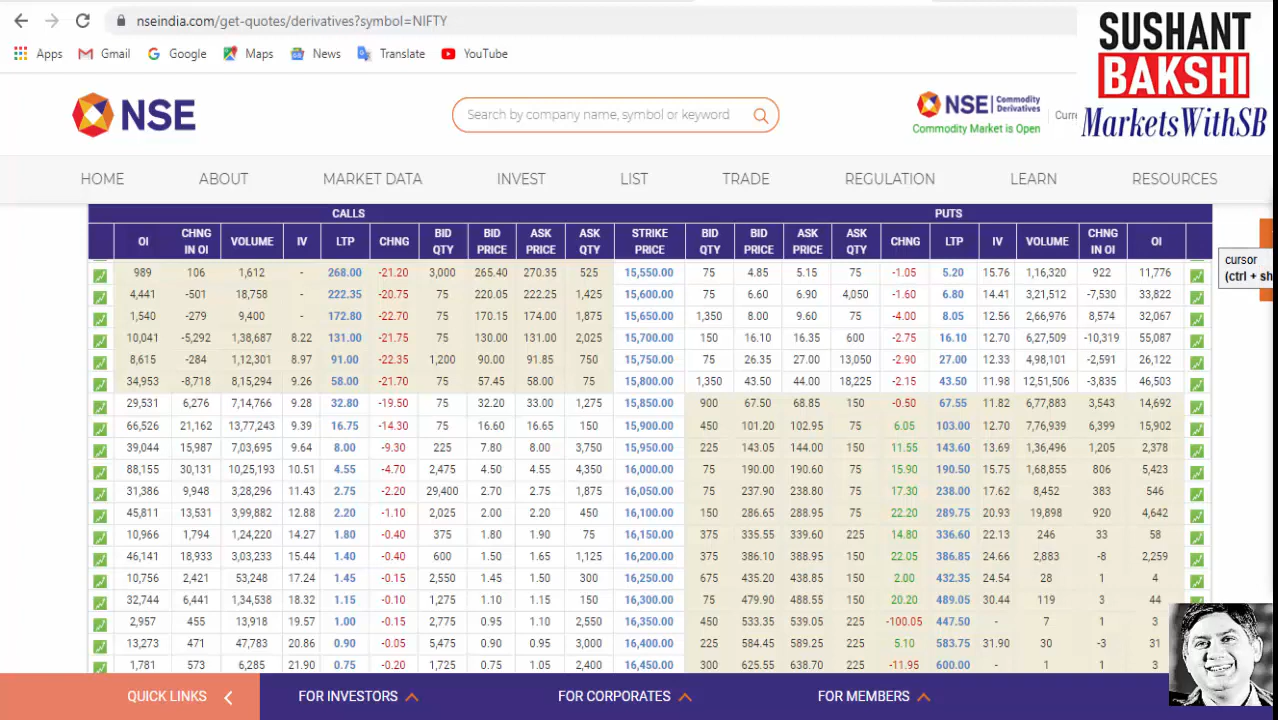 nseindia.com/get-quotes/derivatives?symbol=NIFTY
SUSHANT
BAKSHI
MarketsWithSB
Apps Gmail Google Maps News Translate YouTube
NSE
Search by company name, symbol or keyword
NSE Commodity Derivatives
Commodity Market is Open
HOME ABOUT MARKET DATA INVEST LIST TRADE REGULATION LEARN RESOURCES
CALLS PUTS
OI CHNG IN OI VOLUME IV LTP CHNG BID QTY BID PRICE ASK PRICE ASK QTY STRIKE PRICE BID QTY BID PRICE ASK PRICE ASK QTY CHNG LTP IV VOLUME CHNG IN OI OI
cursor
(ctrl + sh
989 106 1,612 - 268.00 -21.20 3,000 265.40 270.35 525 15,550.00 75 4.85 5.15 75 -1.05 5.20 15.76 1,16,320 922 11,776
4,441 -501 18,758 - 222.35 -20.75 75 220.05 222.25 1,425 15,600.00 75 6.60 6.90 4,050 -1.60 6.80 14.41 3,21,512 -7,530 33,822
1,540 -279 9,400 - 172.80 -22.70 75 170.15 174.00 1,875 15,650.00 1,350 8.00 9.60 75 -4.00 8.05 12.56 2,66,976 8,574 32,067
10,041 -5,292 1,38,687 8.22 131.00 -21.75 75 130.00 131.00 2,025 15,700.00 150 16.10 16.35 600 -2.75 16.10 12.70 6,27,509 -10,319 55,087
8,615 -284 1,12,301 8.97 91.00 -22.35 1,200 90.00 91.85 750 15,750.00 75 26.35 27.00 13,050 -2.90 27.00 12.33 4,98,101 -2,591 26,122
34,953 -8,718 8,15,294 9.26 58.00 -21.70 75 57.45 58.00 75 15,800.00 1,350 43.50 44.00 18,225 -2.15 43.50 11.98 12,51,506 -3,835 46,503
29,531 6,276 7,14,766 9.28 32.80 -19.50 75 32.20 33.00 1,275 15,850.00 900 67.50 68.85 150 -0.50 67.55 11.82 6,77,883 3,543 14,692
66,526 21,162 13,77,243 9.39 16.75 -14.30 75 16.60 16.65 150 15,900.00 450 101.20 102.95 75 6.05 103.00 12.70 7,76,939 6,399 15,902
39,044 15,987 7,03,695 9.64 8.00 -9.30 225 7.80 8.00 3,750 15,950.00 225 143.05 144.00 150 11.55 143.60 13.69 1,36,496 1,205 2,378
88,155 30,131 10,25,193 10.51 4.55 -4.70 2,475 4.50 4.55 4,350 16,000.00 75 190.00 190.60 75 15.90 190.50 15.75 1,68,855 806 5,423
31,386 9,948 3,28,296 11.43 2.75 -2.20 29,400 2.70 2.75 1,875 16,050.00 75 237.90 238.80 75 17.30 238.00 17.62 8,452 383 546
45,811 13,531 3,99,882 12.88 2.20 -1.10 2,025 2.00 2.20 450 16,100.00 150 286.65 288.95 75 22.20 289.75 20.93 19,898 920 4,642
10,966 1,794 1,24,220 14.27 1.80 -0.40 375 1.80 1.90 75 16,150.00 375 335.55 339.60 225 14.80 336.60 22.13 246 33 58
46,141 18,933 3,03,233 15.44 1.40 -0.40 600 1.50 1.65 1,125 16,200.00 375 386.10 388.95 150 22.05 386.85 24.66 2,883 -8 2,259
10,756 2,421 53,248 17.24 1.45 -0.15 2,550 1.45 1.50 300 16,250.00 675 435.20 438.85 150 2.00 432.35 24.54 28 1 4
32,744 6,441 1,34,538 18.32 1.15 -0.10 1,275 1.10 1.15 150 16,300.00 75 479.90 488.55 150 20.20 489.05 30.44 119 3 44
2,957 455 13,918 19.57 1.00 -0.15 2,775 0.95 1.10 2,550 16,350.00 225 533.35 539.05 225 -100.05 447.50 - 7 1 3
13,273 471 47,783 20.86 0.90 -0.05 5,475 0.90 0.95 3,000 16,400.00 225 584.45 587.10 225 5.10 583.75 31.90 30 -3 31
1,781 573 6,285 21.90 0.75 -0.20 1,725 0.75 1.05 2,400 16,450.00 300 625.55 638.70 225 -11.95 600.00 - 1 1 3
QUICK LINKS FOR INVESTORS FOR CORPORATES FOR MEMBERS